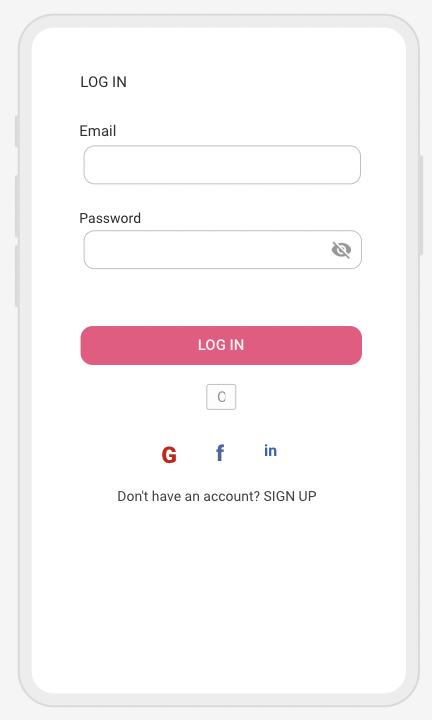 LOG IN
Email
Password
LOG IN
G f in
Don't have an account? SIGN UP